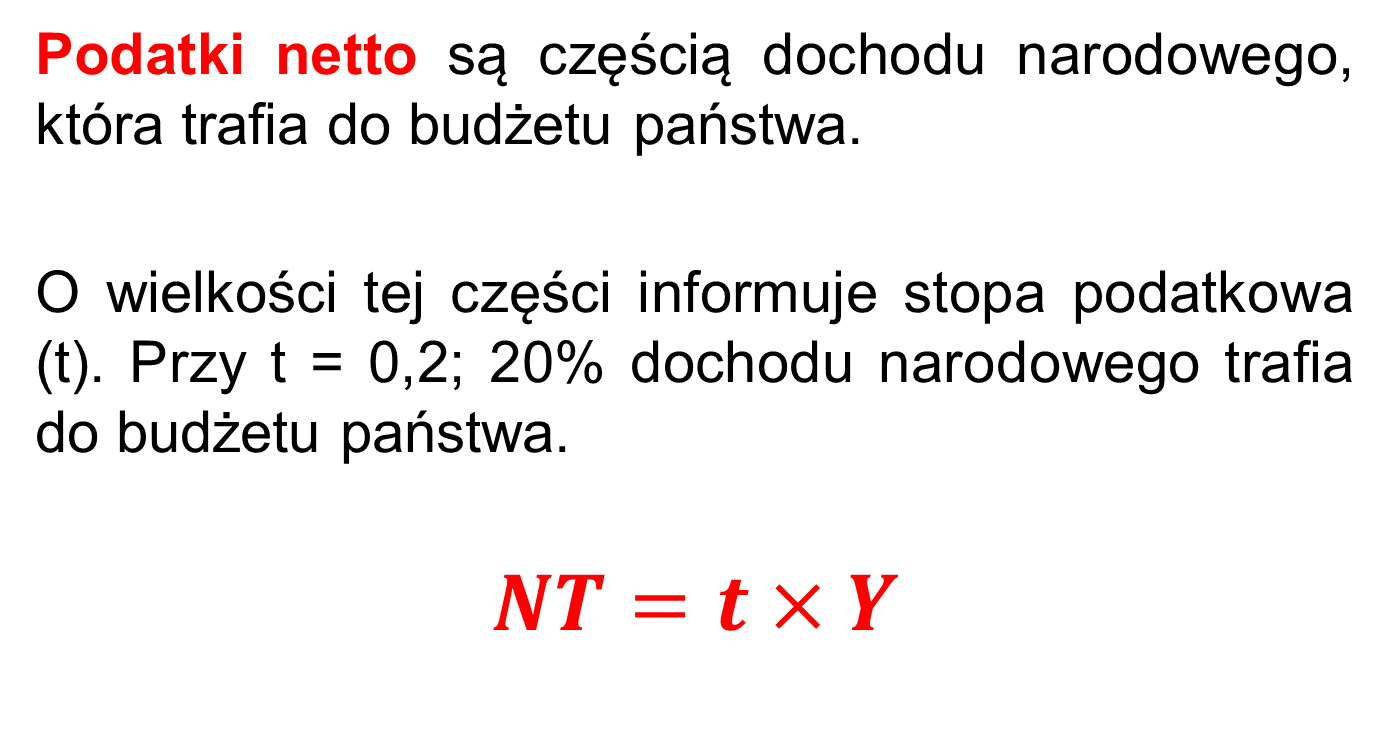 Podatki netto są częścią dochodu narodowego,
która trafia do budżetu państwa.
O wielkości tej części informuje stopa podatkowa
(t). Przy t = 0,2; 20% dochodu narodowego trafia
do budżetu państwa.
NT = t × Y